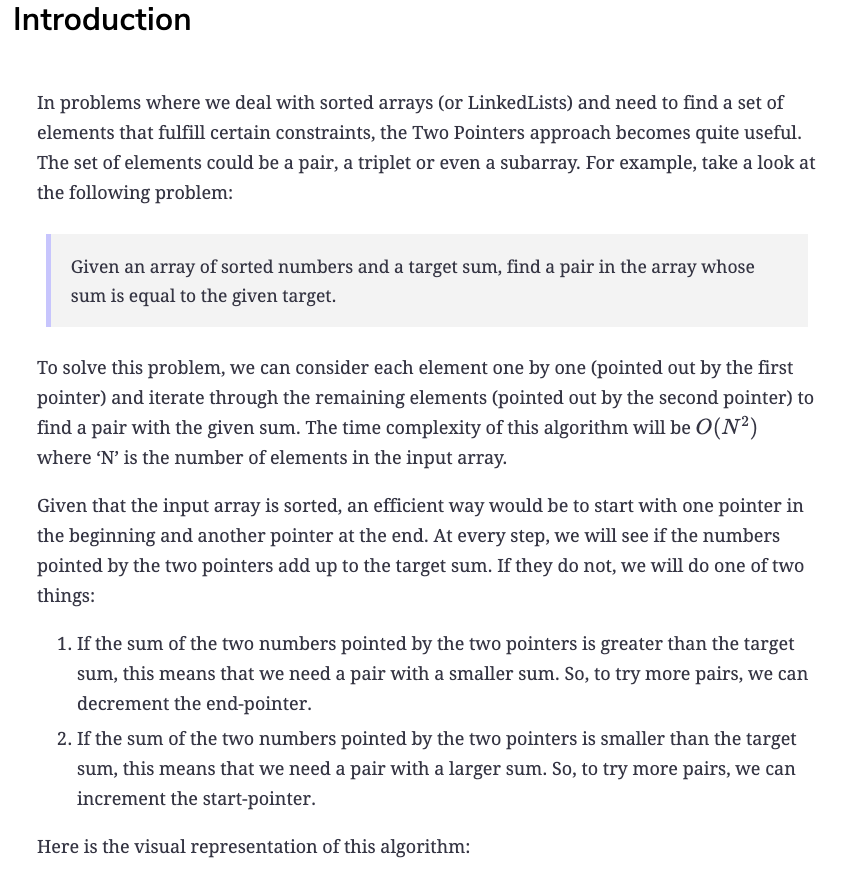 Introduction
In problems where we deal with sorted arrays (or LinkedLists) and need to find a set of
elements that fulfill certain constraints, the Two Pointers approach becomes quite useful.
The set of elements could be a pair, a triplet or even a subarray. For example, take a look at
the following problem:
Given an array of sorted numbers and a target sum, find a pair in the array whose
sum is equal to the given target.
To solve this problem, we can consider each element one by one (pointed out by the first
pointer) and iterate through the remaining elements (pointed out by the second pointer) to
find a pair with the given sum. The time complexity of this algorithm will be O(N²)
where ‘N’ is the number of elements in the input array.
Given that the input array is sorted, an efficient way would be to start with one pointer in
the beginning and another pointer at the end. At every step, we will see if the numbers
pointed by the two pointers add up to the target sum. If they do not, we will do one of two
things:
1. If the sum of the two numbers pointed by the two pointers is greater than the target
sum, this means that we need a pair with a smaller sum. So, to try more pairs, we can
decrement the end-pointer.
2. If the sum of the two numbers pointed by the two pointers is smaller than the target
sum, this means that we need a pair with a larger sum. So, to try more pairs, we can
increment the start-pointer.
Here is the visual representation of this algorithm: